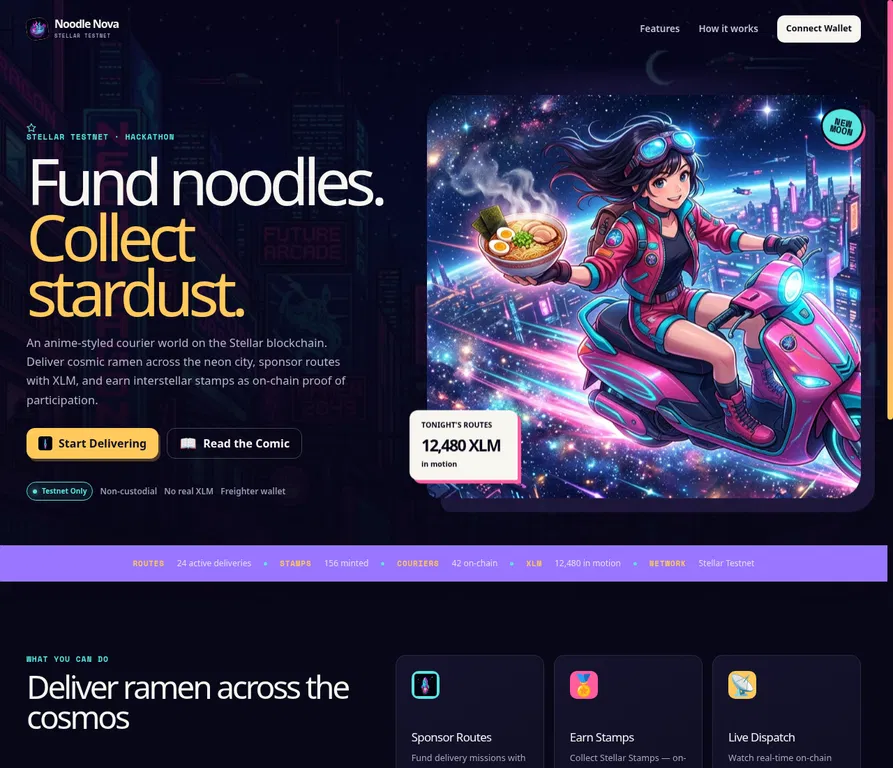 Noodle Nova
STELLAR TESTNET
Features
How it works
Connect Wallet
STELLAR TESTNET · HACKATHON
Fund noodles.
Collect
stardust.
An anime-styled courier world on the Stellar blockchain.
Deliver cosmic ramen across the neon city, sponsor routes
with XLM, and earn interstellar stamps as on-chain proof of
participation.
Start Delivering
Read the Comic
Testnet Only
Non-custodial
No real XLM
Freighter wallet
NEW
MOON
TONIGHT'S ROUTES
12,480 XLM
in motion
FUTURE
ROUTES 24 active deliveries • STAMPS 156 minted • COURIERS 42 on-chain • XLM 12,480 in motion • NETWORK Stellar Testnet
WHAT YOU CAN DO
Deliver ramen across the
cosmos
Sponsor Routes
Fund delivery missions with
Earn Stamps
Collect Stellar Stamps — on-
Live Dispatch
Watch real-time on-chain